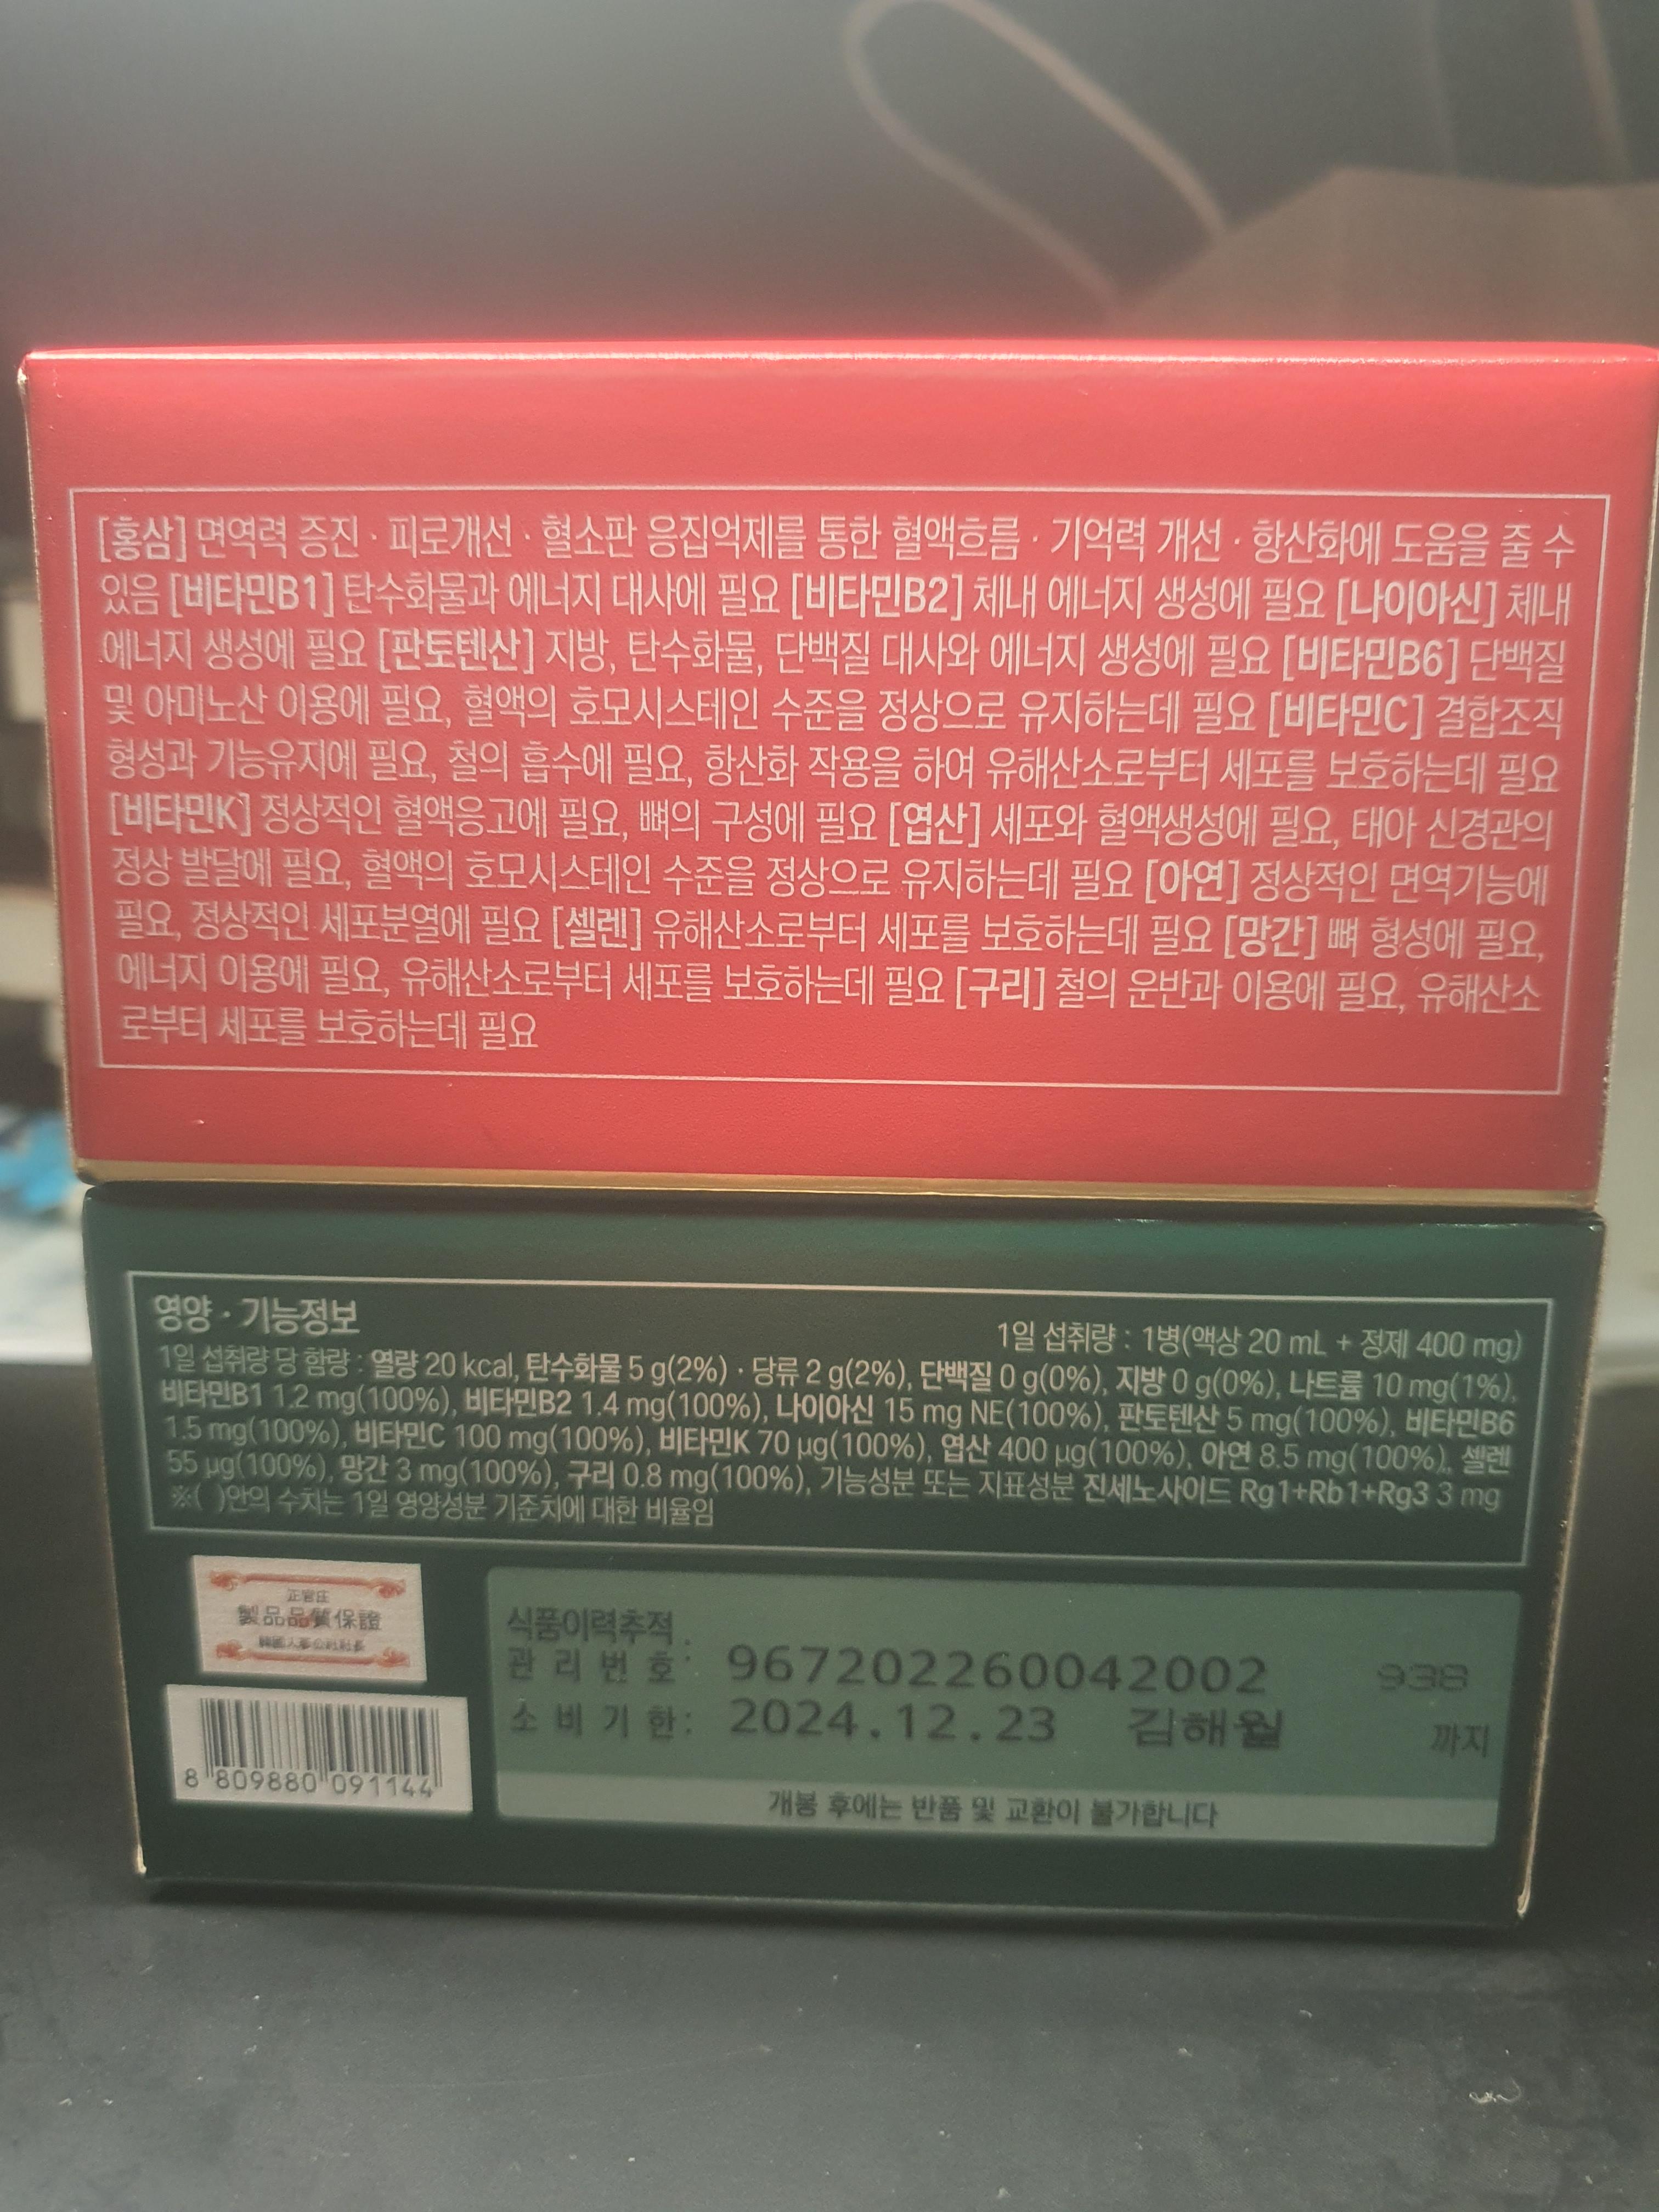 [홍삼] 면역력 증진 · 피로개선 · 혈소판 응집억제를 통한 혈액흐름 · 기억력 개선 · 항산화에 도움을 줄 수
있음 [비타민B1] 탄수화물과 에너지 대사에 필요 [비타민B2] 체내 에너지 생성에 필요 [나이아신] 체내
에너지 생성에 필요 [판토텐산] 지방, 탄수화물, 단백질 대사와 에너지 생성에 필요 [비타민B6] 단백질
및 아미노산 이용에 필요, 혈액의 호모시스테인 수준을 정상으로 유지하는데 필요 [비타민C] 결합조직
형성과 기능유지에 필요, 철의 흡수에 필요, 항산화 작용을 하여 유해산소로부터 세포를 보호하는데 필요
[비타민K] 정상적인 혈액응고에 필요, 뼈의 구성에 필요 [엽산] 세포와 혈액생성에 필요, 태아 신경관의
정상 발달에 필요, 혈액의 호모시스테인 수준을 정상으로 유지하는데 필요 [아연] 정상적인 면역기능에
필요, 정상적인 세포분열에 필요 [셀렌] 유해산소로부터 세포를 보호하는데 필요 [망간] 뼈 형성에 필요,
에너지 이용에 필요, 유해산소로부터 세포를 보호하는데 필요 [구리] 철의 운반과 이용에 필요, 유해산소
로부터 세포를 보호하는데 필요
영양 · 기능정보
1일 섭취량 : 1병(액상 20 mL + 정제 400 mg)
1일 섭취량 당 함량 : 열량 20 kcal, 탄수화물 5 g(2%) · 당류 2 g(2%), 단백질 0 g(0%), 지방 0 g(0%), 나트륨 10 mg(1%),
비타민B1 1.2 mg(100%), 비타민B2 1.4 mg(100%), 나이아신 15 mg NE(100%), 판토텐산 5 mg(100%), 비타민B6
1.5 mg(100%), 비타민C 100 mg(100%), 비타민K 70 µg(100%), 엽산 400 µg(100%), 아연 8.5 mg(100%), 셀렌
55 µg(100%), 망간 3 mg(100%), 구리 0.8 mg(100%), 기능성분 또는 지표성분 진세노사이드 Rg1+Rb1+Rg3 3 mg
※( )안의 수치는 1일 영양성분 기준치에 대한 비율임
正官庄
製品品質保證
韓國人蔘公社社長
식품이력추적
관리번호: 967202260042002 938
소비기한: 2024.12.23 김해월 까지
개봉 후에는 반품 및 교환이 불가합니다
8 809880 091144